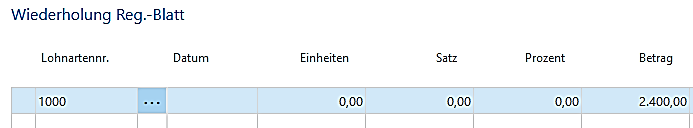 Wiederholung Reg.-Blatt
Lohnartennr. Datum Einheiten Satz Prozent Betrag
1000 ... 0,00 0,00 0,00 2.400,00